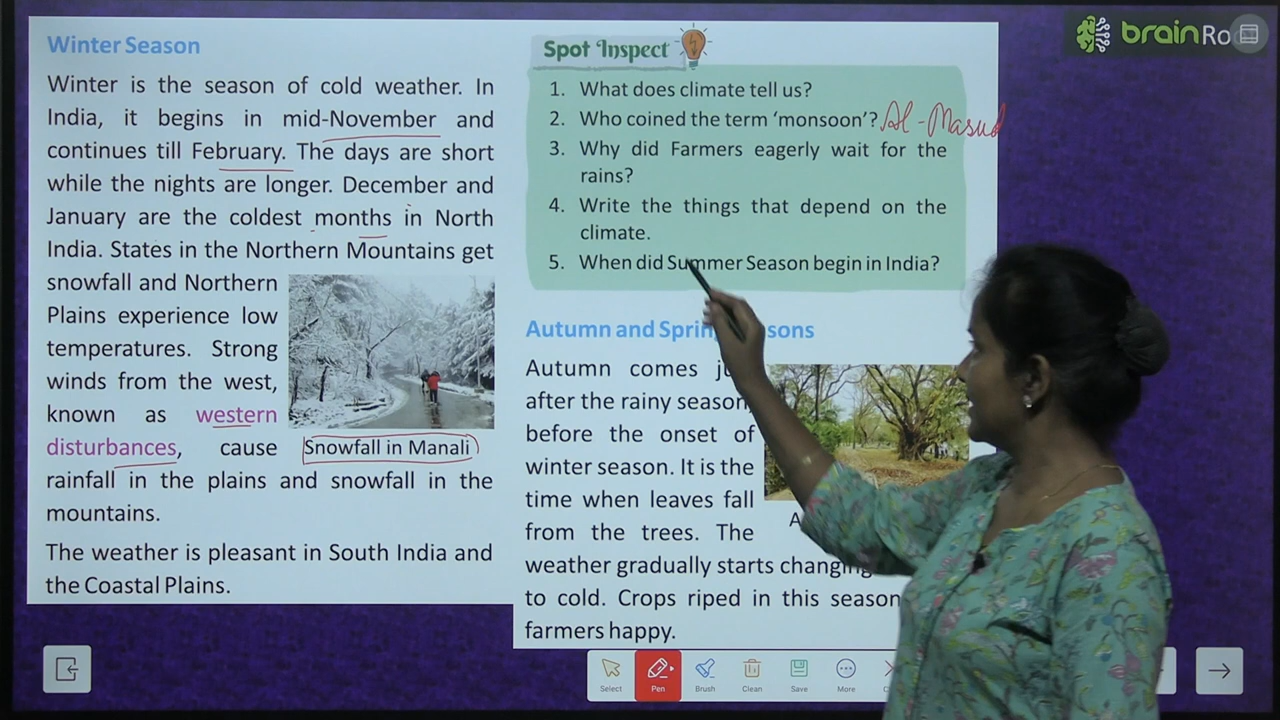 Winter Season
Winter is the season of cold weather. In
India, it begins in mid-November and
continues till February. The days are short
while the nights are longer. December and
January are the coldest months in North
India. States in the Northern Mountains get
snowfall and Northern
Plains experience low
temperatures. Strong
winds from the west,
known as western
disturbances, cause
Snowfall in Manali
rainfall in the plains and snowfall in the
mountains.
The weather is pleasant in South India and
the Coastal Plains.
Spot Inspect
1. What does climate tell us?
2. Who coined the term ‘monsoon’? Al-Masud
3. Why did Farmers eagerly wait for the
rains?
4. Write the things that depend on the
climate.
5. When did Summer Season begin in India?
Autumn and Spring
Autumn comes
after the rainy season,
before the onset of
winter season. It is the
time when leaves fall
from the trees. The
weather gradually starts changing
to cold. Crops riped in this season
farmers happy.
brain
Select
Pen
Brush
Clean
Save
More